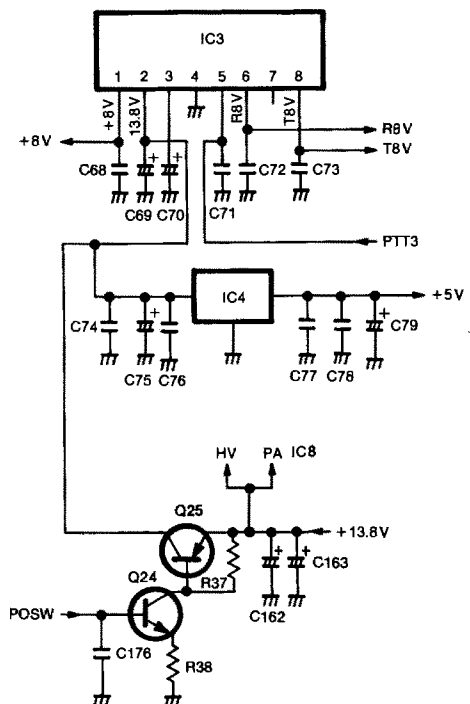 IC3
1 2 3 4 5 6 7 8
+8V 13.8V R8V T8V
+8V
R8V
T8V
C68
C69 C70
C71
C72
C73
PTT3
IC4
+5V
C74
C75 C76
C77 C78
C79
HV PA IC8
Q25
+13.8V
R37
C162
C163
Q24
POSW
C176
R38